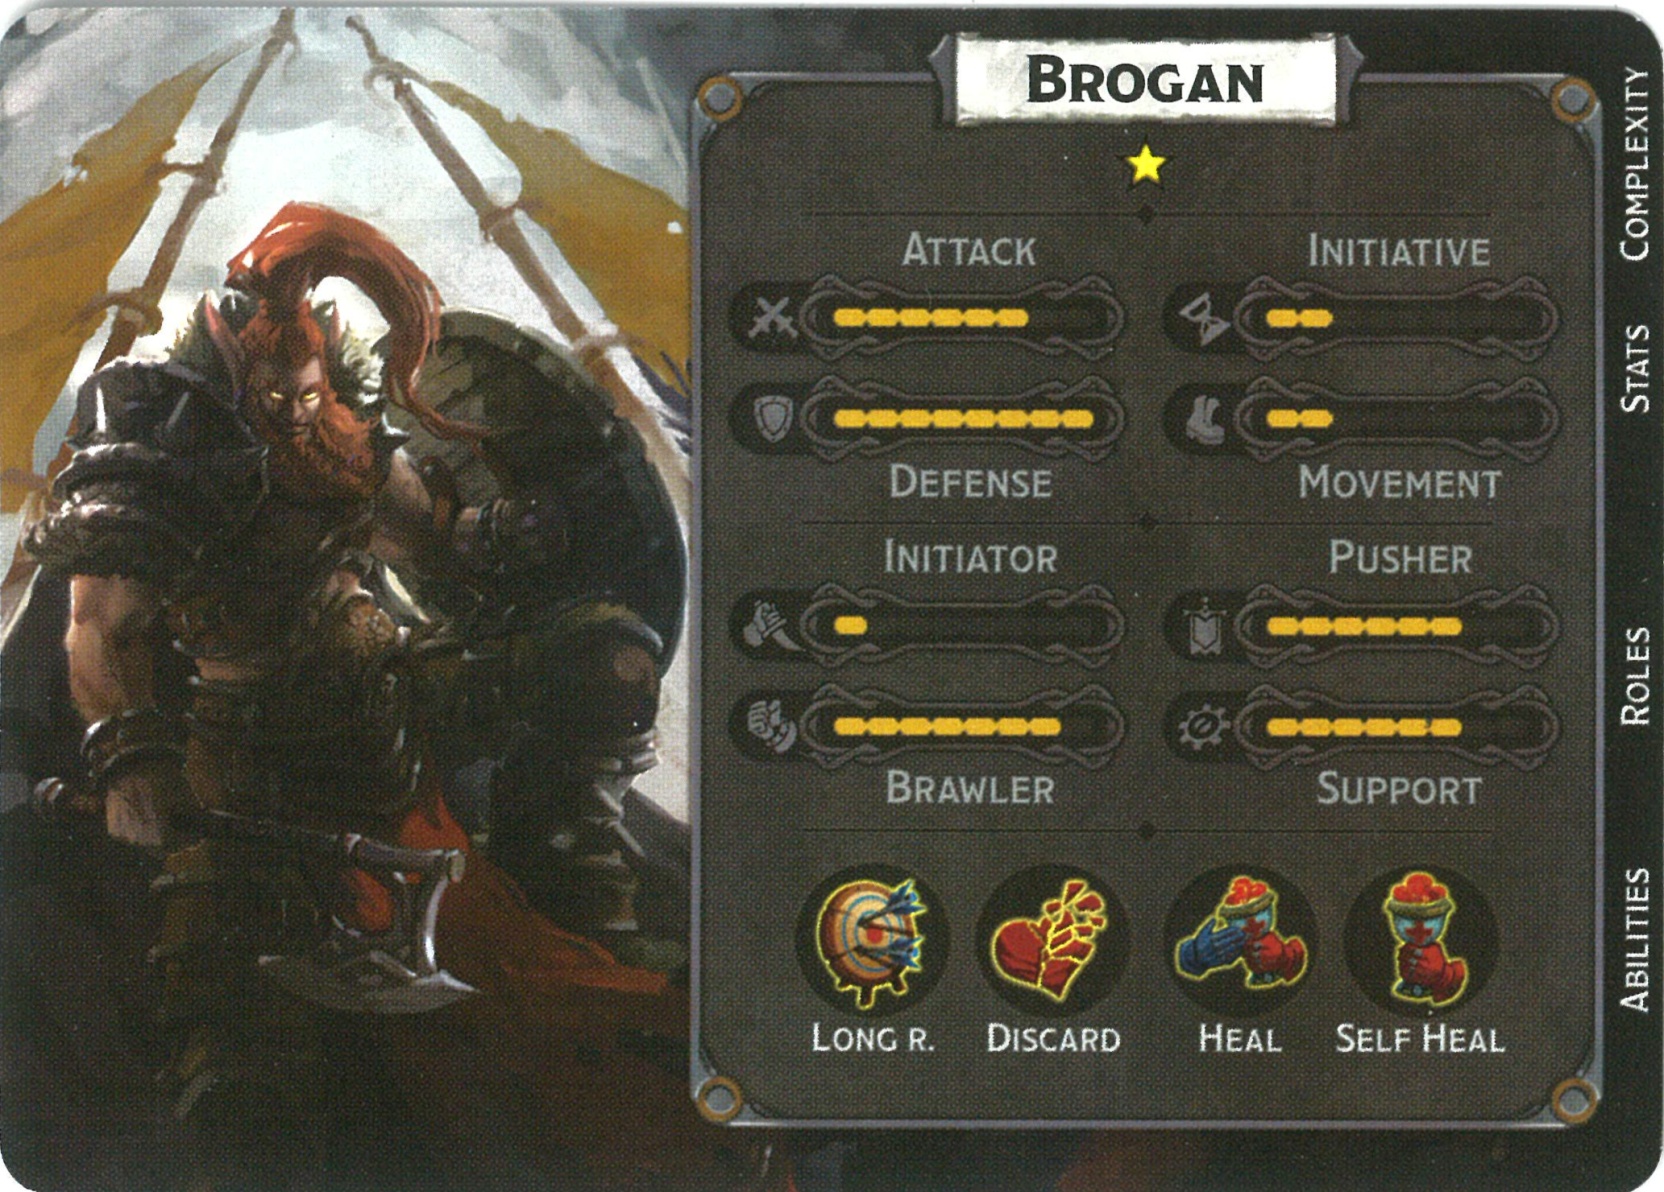 BROGAN
ATTACK
INITIATIVE
DEFENSE
MOVEMENT
INITIATOR
PUSHER
BRAWLER
SUPPORT
LONG R.
DISCARD
HEAL
SELF HEAL
COMPLEXITY
STATS
ROLES
ABILITIES